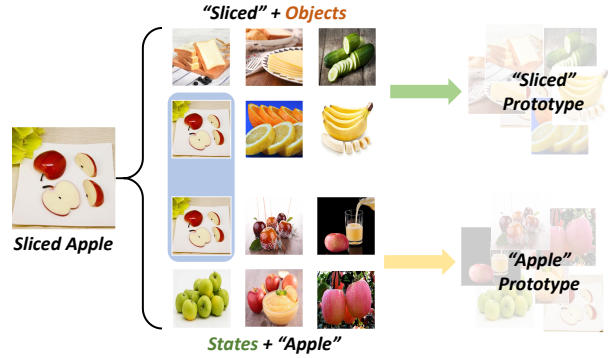 “Sliced” + Objects
“Sliced”
Prototype
Sliced Apple
“Apple”
Prototype
States + “Apple”